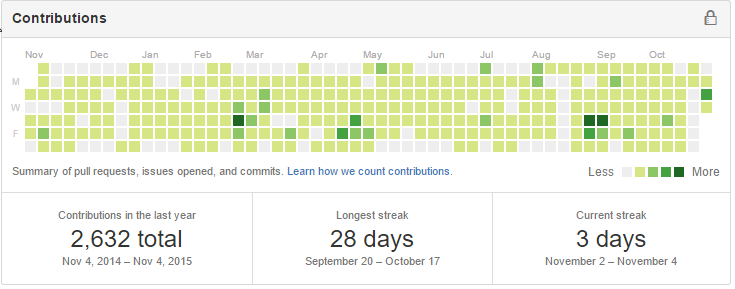 Contributions
Nov Dec Jan Feb Mar Apr May Jun Jul Aug Sep Oct
M
W
F
Summary of pull requests, issues opened, and commits. Learn how we count contributions.
Less More
Contributions in the last year
2,632 total
Nov 4, 2014 – Nov 4, 2015
Longest streak
28 days
September 20 – October 17
Current streak
3 days
November 2 – November 4